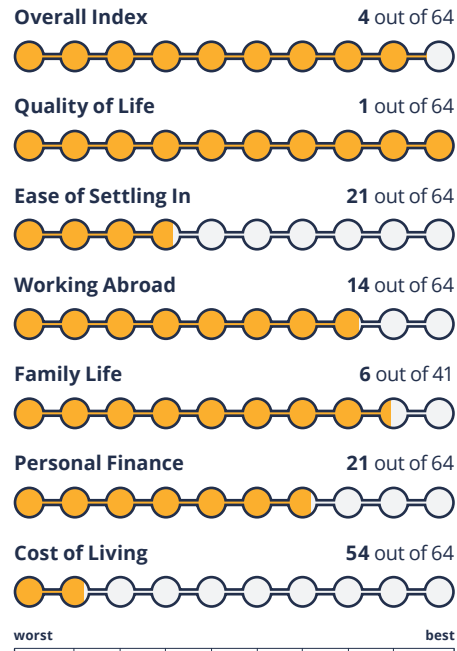 Overall Index 4 out of 64
Quality of Life 1 out of 64
Ease of Settling In 21 out of 64
Working Abroad 14 out of 64
Family Life 6 out of 41
Personal Finance 21 out of 64
Cost of Living 54 out of 64
worst best